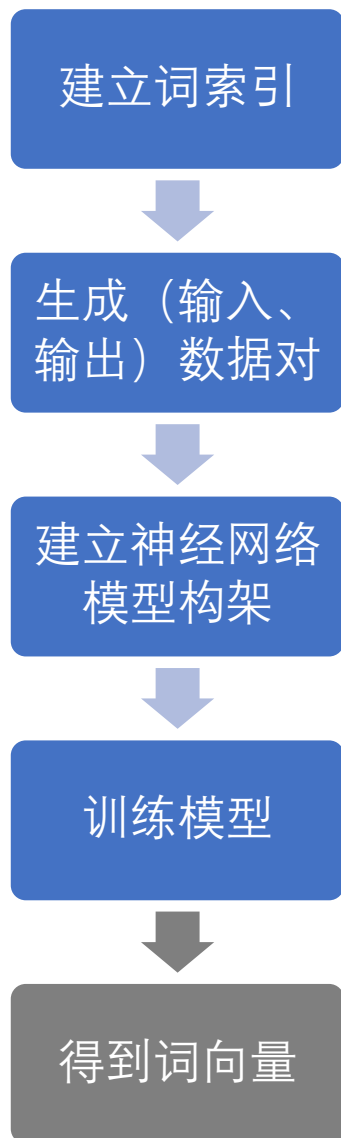 建立词索引
生成（输入、
输出）数据对
建立神经网络
模型构架
训练模型
得到词向量